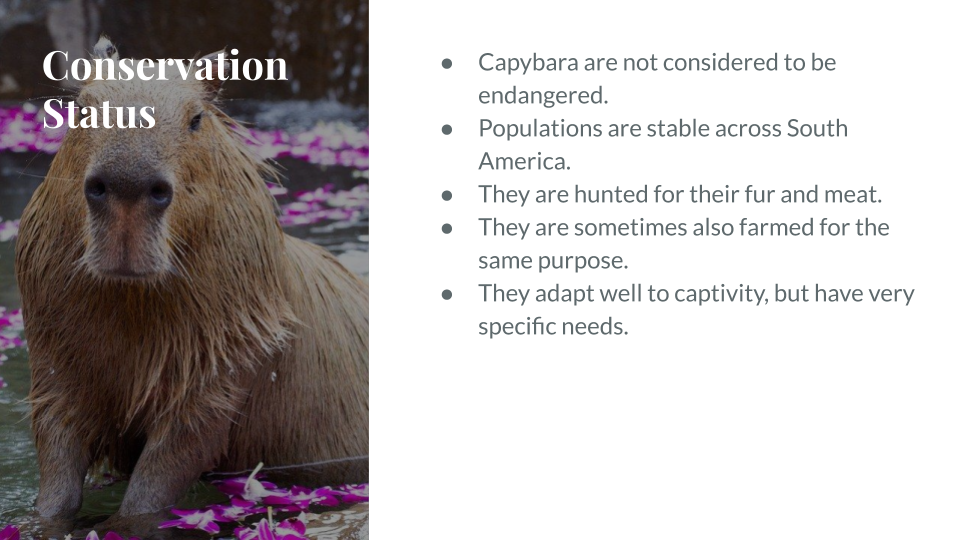 Conservation
Status
● Capybara are not considered to be
endangered.
● Populations are stable across South
America.
● They are hunted for their fur and meat.
● They are sometimes also farmed for the
same purpose.
● They adapt well to captivity, but have very
specific needs.